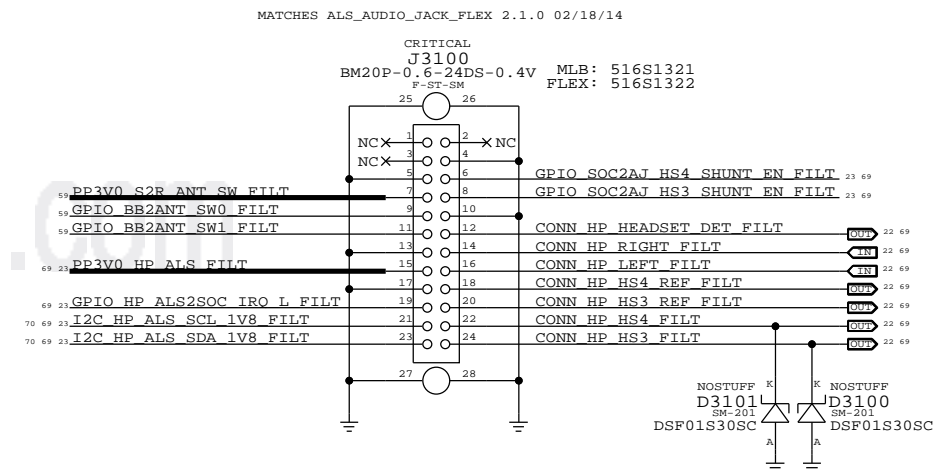 MATCHES ALS_AUDIO_JACK_FLEX 2.1.0 02/18/14
CRITICAL
J3100
BM20P-0.6-24DS-0.4V
F-ST-SM
MLB: 516S1321
FLEX: 516S1322
25 26
NC 1 2 NC
NC 3 4
5 6 GPIO_SOC2AJ_HS4_SHUNT_EN_FILT 23 69
59 PP3V0_S2R_ANT_SW_FILT 7 8 GPIO_SOC2AJ_HS3_SHUNT_EN_FILT 23 69
59 GPIO_BB2ANT_SW0_FILT 9 10
59 GPIO_BB2ANT_SW1_FILT 11 12 CONN_HP_HEADSET_DET_FILT OUT 22 69
13 14 CONN_HP_RIGHT_FILT IN 22 69
69 23 PP3V0_HP_ALS_FILT 15 16 CONN_HP_LEFT_FILT IN 22 69
17 18 CONN_HP_HS4_REF_FILT OUT 22 69
69 23 GPIO_HP_ALS2SOC_IRQ_L_FILT 19 20 CONN_HP_HS3_REF_FILT OUT 22 69
70 69 23 I2C_HP_ALS_SCL_1V8_FILT 21 22 CONN_HP_HS4_FILT OUT 22 69
70 69 23 I2C_HP_ALS_SDA_1V8_FILT 23 24 CONN_HP_HS3_FILT OUT 22 69
27 28
NOSTUFF K K NOSTUFF
D3101 D3100
SM-201 SM-201
DSF01S30SC DSF01S30SC
A A
.com